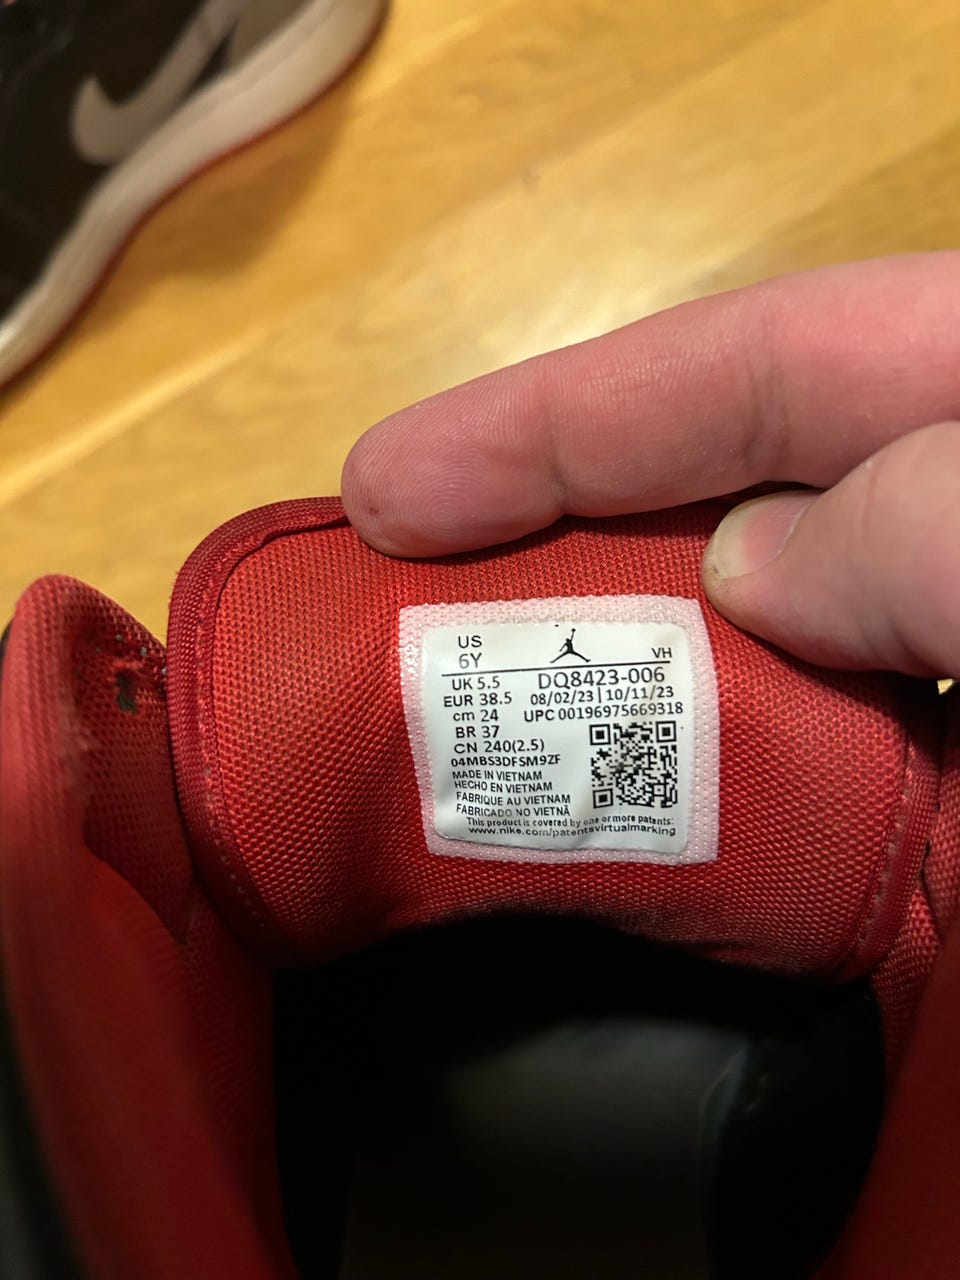 US
6Y
VH
UK 5.5
DQ8423-006
EUR 38.5
08/02/23 | 10/11/23
cm 24
UPC 00196975669318
BR 37
CN 240(2.5)
04MBS3DFSM9ZF
MADE IN VIETNAM
HECHO EN VIETNAM
FABRIQUE AU VIETNAM
FABRICADO NO VIETNÃ
This product is covered by one or more patents:
www.nike.com/patentsvirtualmarking